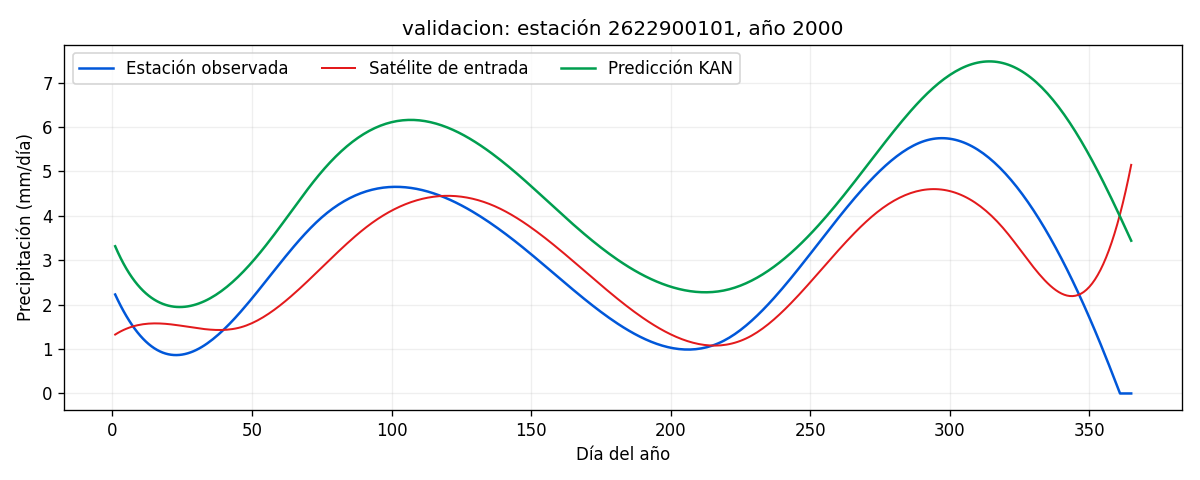 validacion: estación 2622900101, año 2000
Estación observada
Satélite de entrada
Predicción KAN
Precipitación (mm/día)
7
6
5
4
3
2
1
0
0 50 100 150 200 250 300 350
Día del año